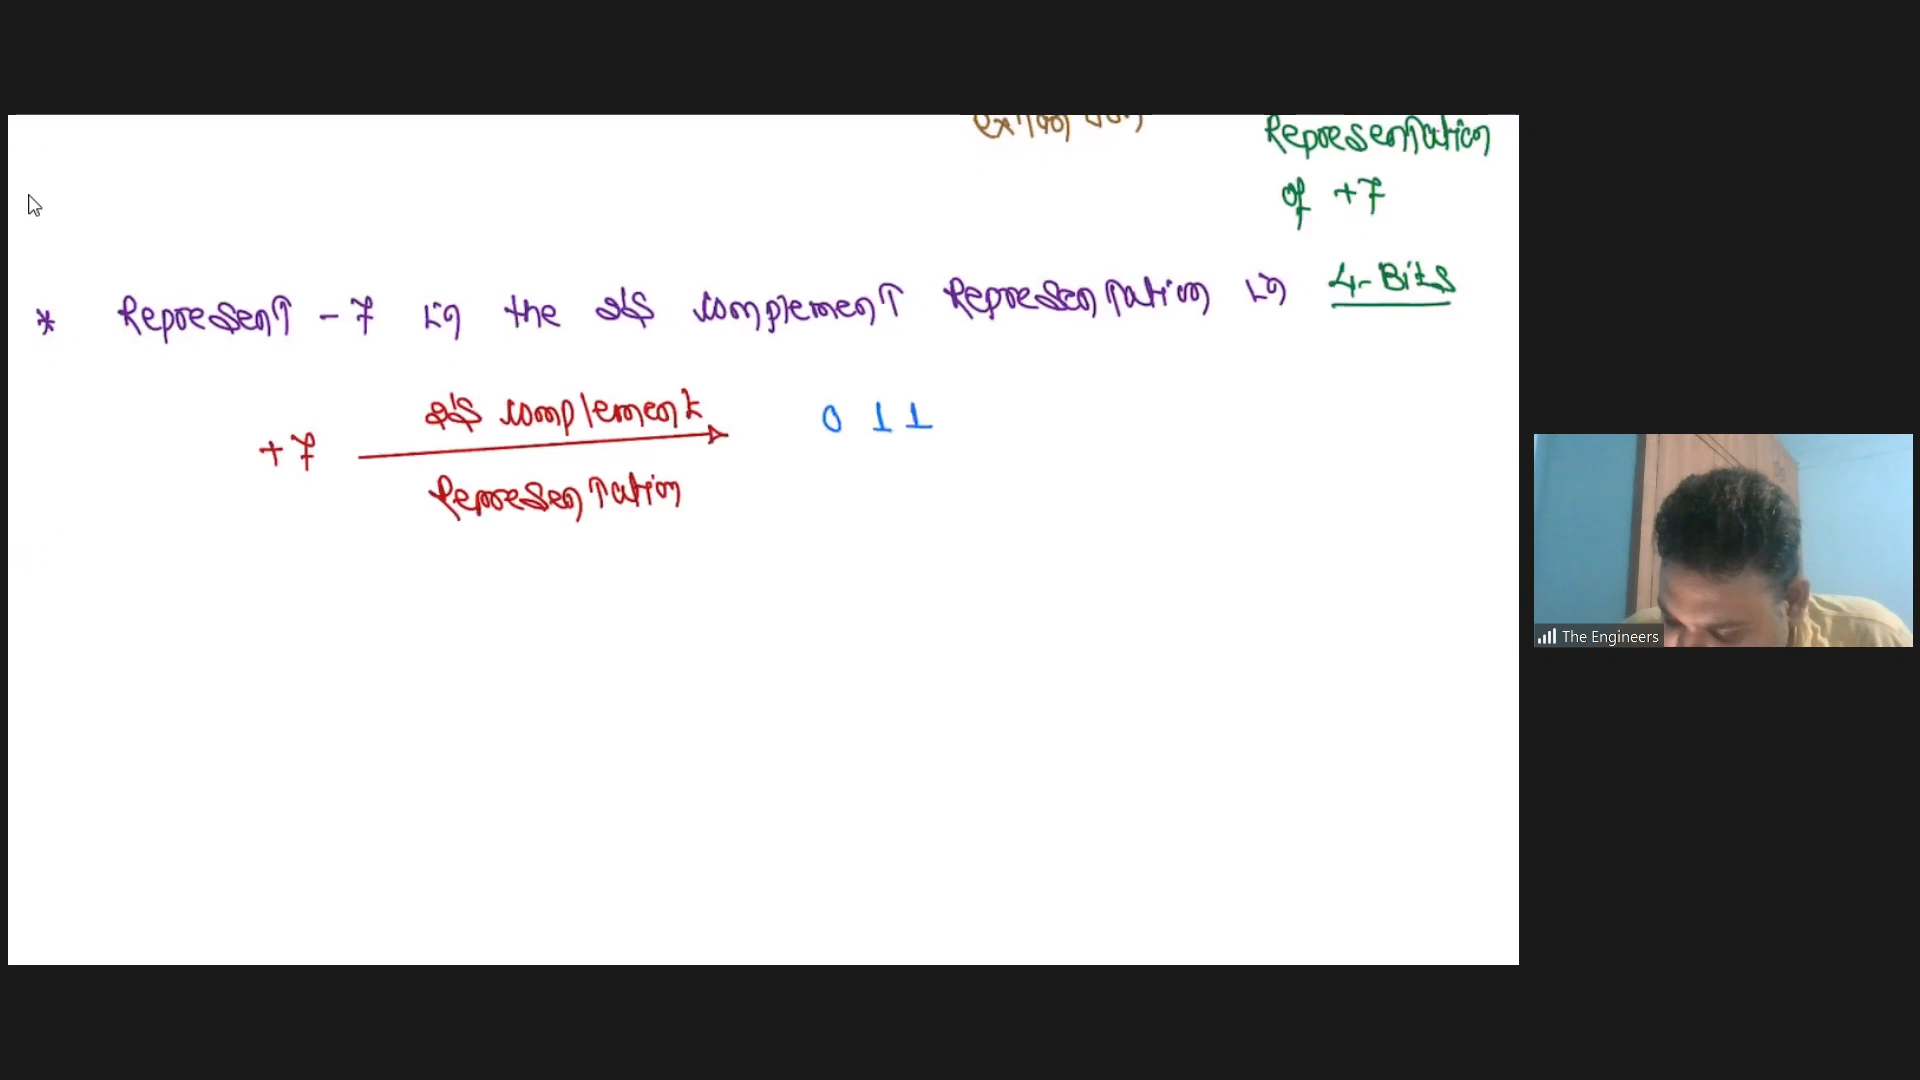 Representation
of +7
* Represent -7 in the 2's complement Representation in 4-Bits
2's complement
+7 0 1 1
Representation
The Engineers